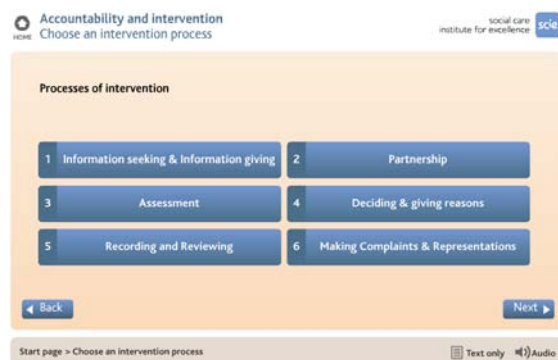 Accountability and intervention
Choose an intervention process
HOME
social care
institute for excellence
scie
Processes of intervention
1 Information seeking & Information giving
2 Partnership
3 Assessment
4 Deciding & giving reasons
5 Recording and Reviewing
6 Making Complaints & Representations
Back
Next
Start page > Choose an intervention process
Text only
Audio